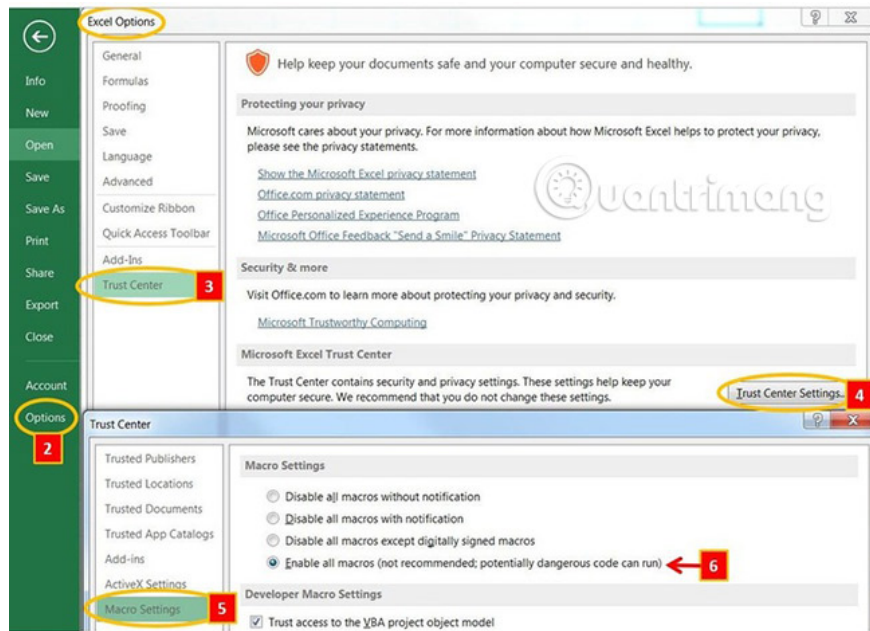 Excel Options
Info
New
Open
Save
Save As
Print
Share
Export
Close
Account
Options
2
General
Formulas
Proofing
Save
Language
Advanced
Customize Ribbon
Quick Access Toolbar
Add-Ins
Trust Center 3
Help keep your documents safe and your computer secure and healthy.
Protecting your privacy
Microsoft cares about your privacy. For more information about how Microsoft Excel helps to protect your privacy,
please see the privacy statements.
Show the Microsoft Excel privacy statement
Office.com privacy statement
Office Personalized Experience Program
Microsoft Office Feedback "Send a Smile" Privacy Statement
Quantrimang
Security & more
Visit Office.com to learn more about protecting your privacy and security.
Microsoft Trustworthy Computing
Microsoft Excel Trust Center
The Trust Center contains security and privacy settings. These settings help keep your
computer secure. We recommend that you do not change these settings.
Trust Center Settings... 4
Trust Center
Trusted Publishers
Trusted Locations
Trusted Documents
Trusted App Catalogs
Add-ins
ActiveX Settings
Macro Settings 5
Macro Settings
Disable all macros without notification
Disable all macros with notification
Disable all macros except digitally signed macros
Enable all macros (not recommended; potentially dangerous code can run) 6
Developer Macro Settings
Trust access to the VBA project object model